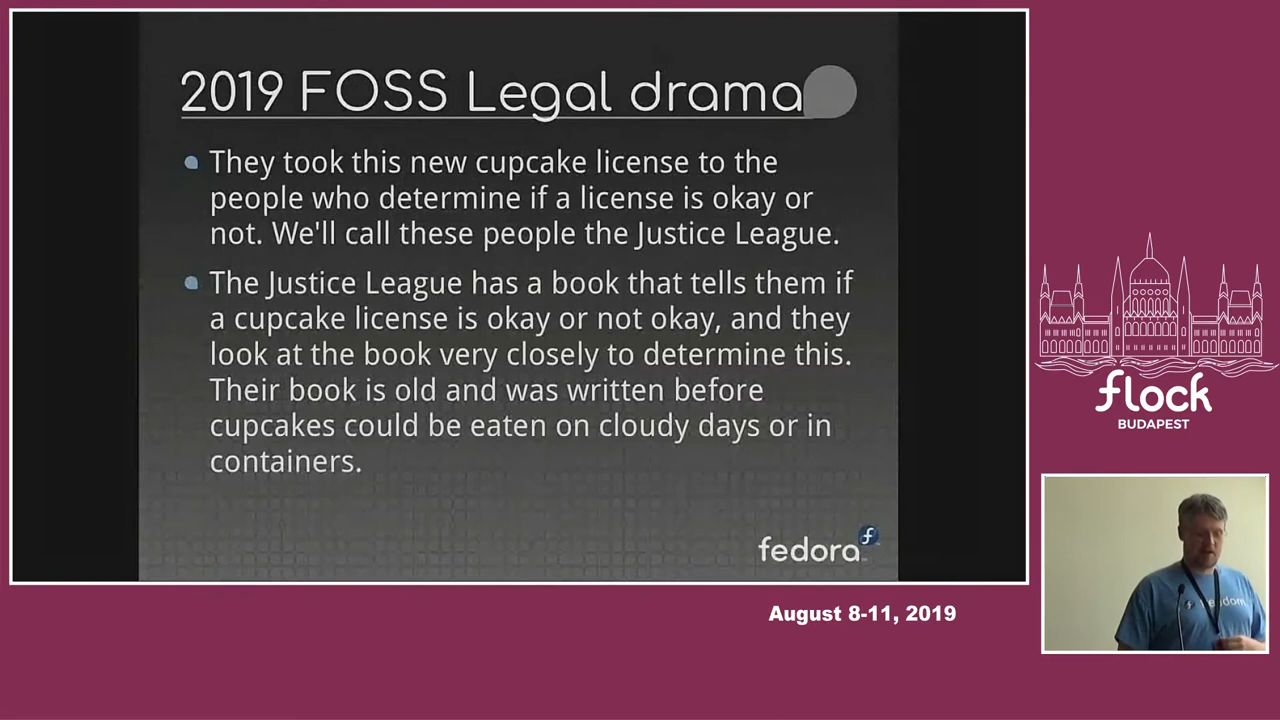 2019 FOSS Legal drama
They took this new cupcake license to the
people who determine if a license is okay or
not. We'll call these people the Justice League.
The Justice League has a book that tells them if
a cupcake license is okay or not okay, and they
look at the book very closely to determine this.
Their book is old and was written before
cupcakes could be eaten on cloudy days or in
containers.
fedora
flock
BUDAPEST
August 8-11, 2019